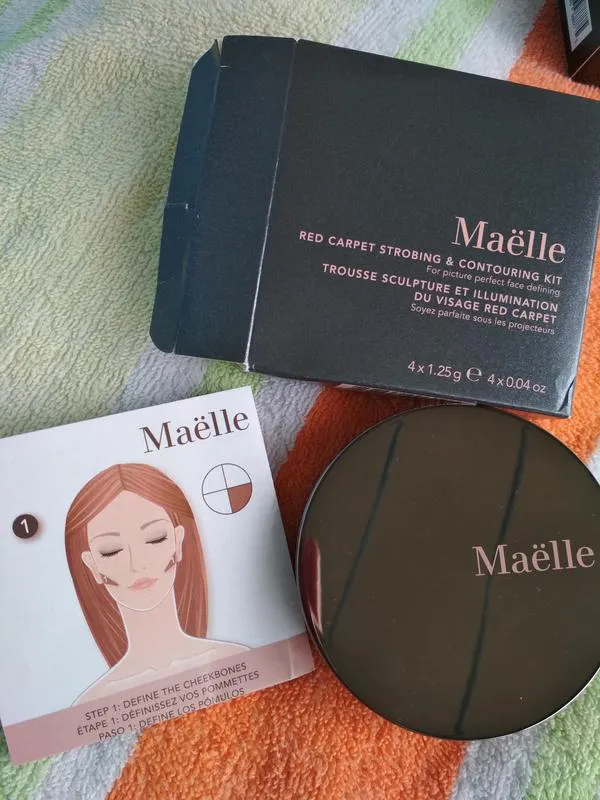 Maëlle
RED CARPET STROBING & CONTOURING KIT
For picture perfect face defining
TROUSSE SCULPTURE ET ILLUMINATION
DU VISAGE RED CARPET
Soyez parfaite sous les projecteurs
4 x 1.25 g ℮ 4 x 0.04 oz
Maëlle
1
STEP 1: DEFINE THE CHEEKBONES
ÉTAPE 1: DÉFINISSEZ VOS POMMETTES
PASO 1: DEFINE LOS PÓMULOS
Maëlle